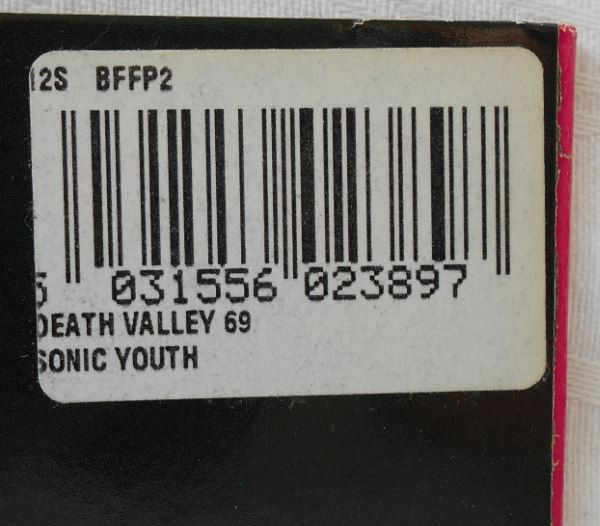 12S BFFP2
5 031556 023897
DEATH VALLEY 69
SONIC YOUTH